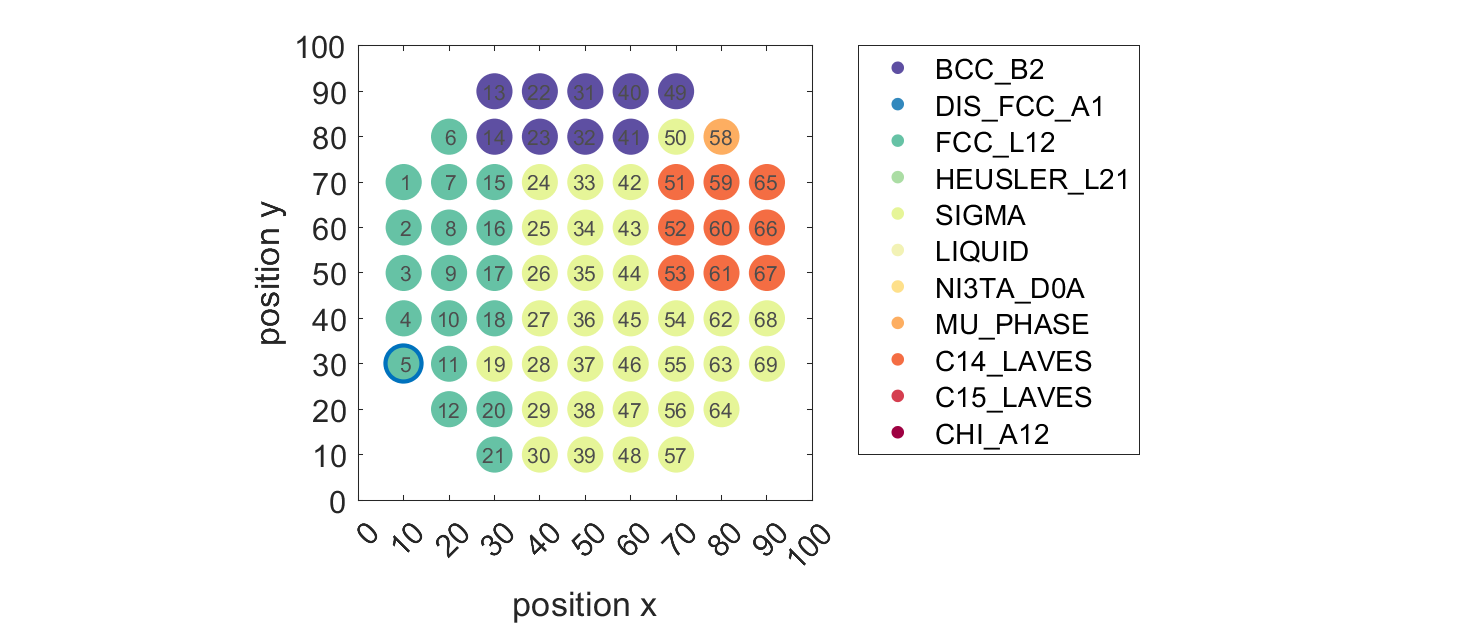 100
90
80
70
60
50
40
30
20
10
0
position y
13 22 31 40 49
6 14 23 32 41 50 58
1 7 15 24 33 42 51 59 65
2 8 16 25 34 43 52 60 66
3 9 17 26 35 44 53 61 67
4 10 18 27 36 45 54 62 68
5 11 19 28 37 46 55 63 69
12 20 29 38 47 56 64
21 30 39 48 57
0 10 20 30 40 50 60 70 80 90 100
position x
BCC_B2
DIS_FCC_A1
FCC_L12
HEUSLER_L21
SIGMA
LIQUID
NI3TA_D0A
MU_PHASE
C14_LAVES
C15_LAVES
CHI_A12